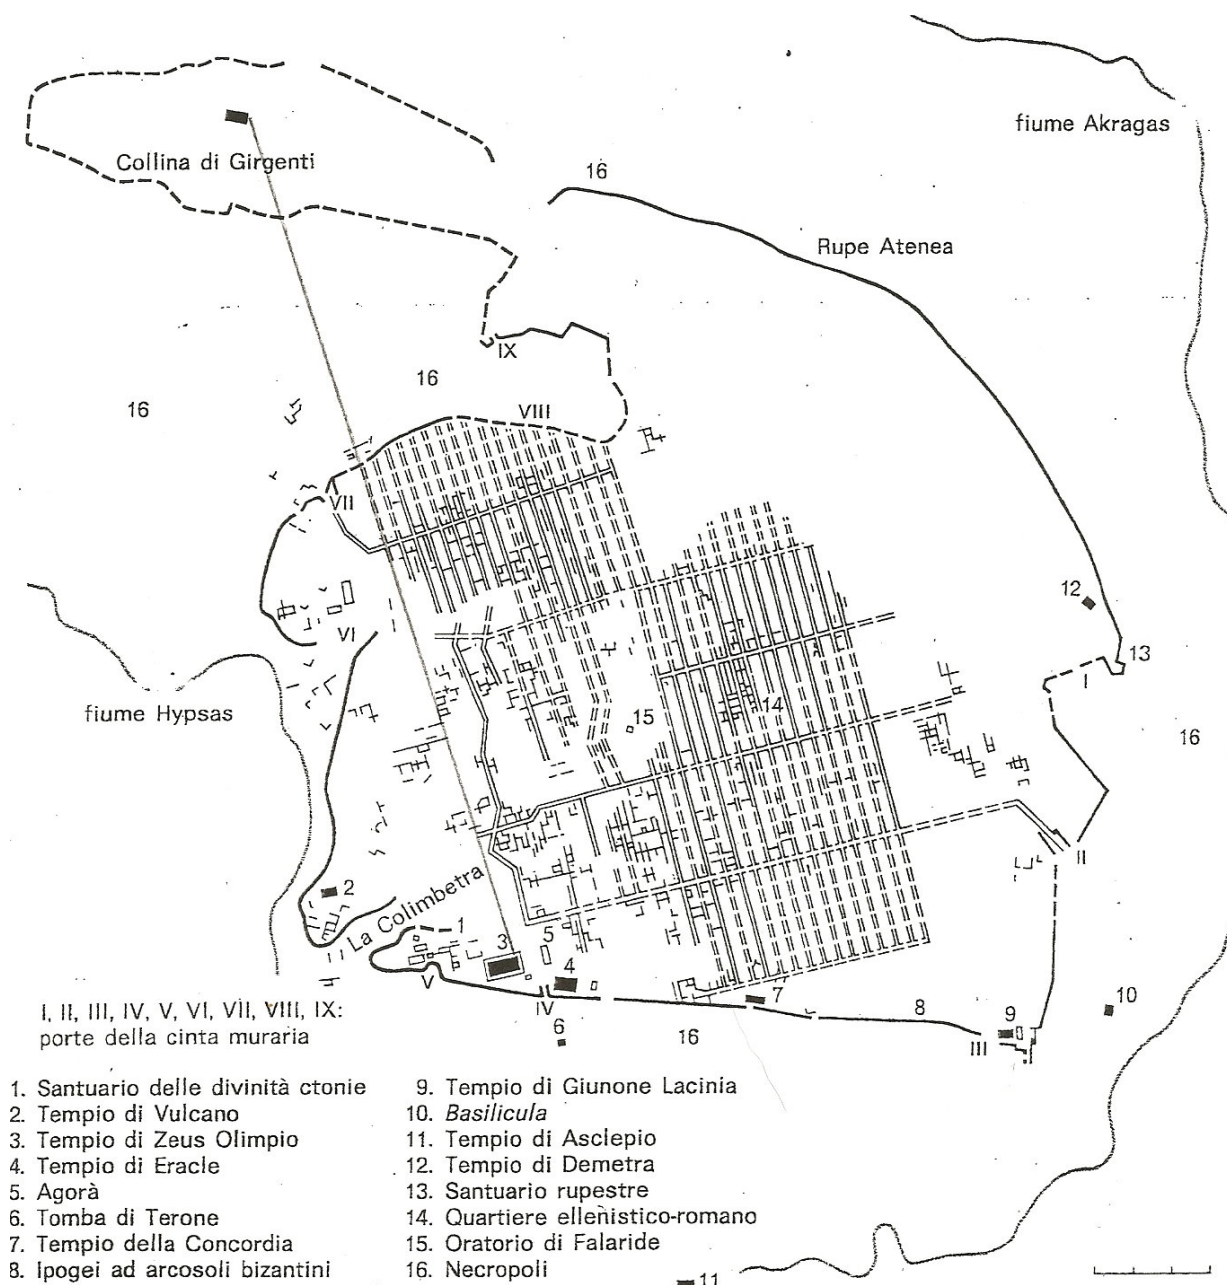 fiume Akragas
Collina di Girgenti
16
Rupe Atenea
IX
16
16
VIII
VII
12
VI
13
I
fiume Hypsas
14
15
16
II
2
La Colimbetra
1
5
3
4
V
7
10
IV
8
9
6
16
III
I, II, III, IV, V, VI, VII, VIII, IX:
porte della cinta muraria
1. Santuario delle divinità ctonie
2. Tempio di Vulcano
3. Tempio di Zeus Olimpio
4. Tempio di Eracle
5. Agorà
6. Tomba di Terone
7. Tempio della Concordia
8. Ipogei ad arcosoli bizantini
9. Tempio di Giunone Lacinia
10. Basilicula
11. Tempio di Asclepio
12. Tempio di Demetra
13. Santuario rupestre
14. Quartiere ellenistico-romano
15. Oratorio di Falaride
16. Necropoli
11